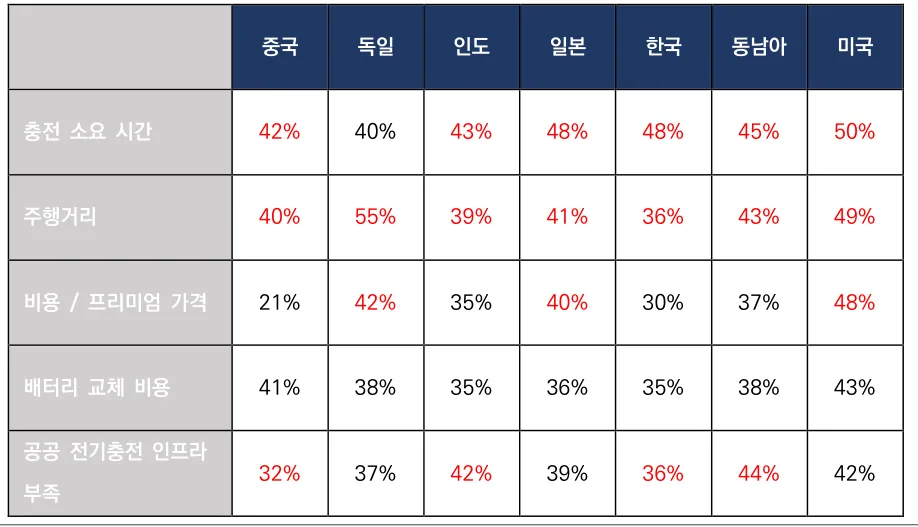 중국 독일 인도 일본 한국 동남아 미국
충전 소요 시간 42% 40% 43% 48% 48% 45% 50%
주행거리 40% 55% 39% 41% 36% 43% 49%
비용 / 프리미엄 가격 21% 42% 35% 40% 30% 37% 48%
배터리 교체 비용 41% 38% 35% 36% 35% 38% 43%
공공 전기충전 인프라
부족 32% 37% 42% 39% 36% 44% 42%